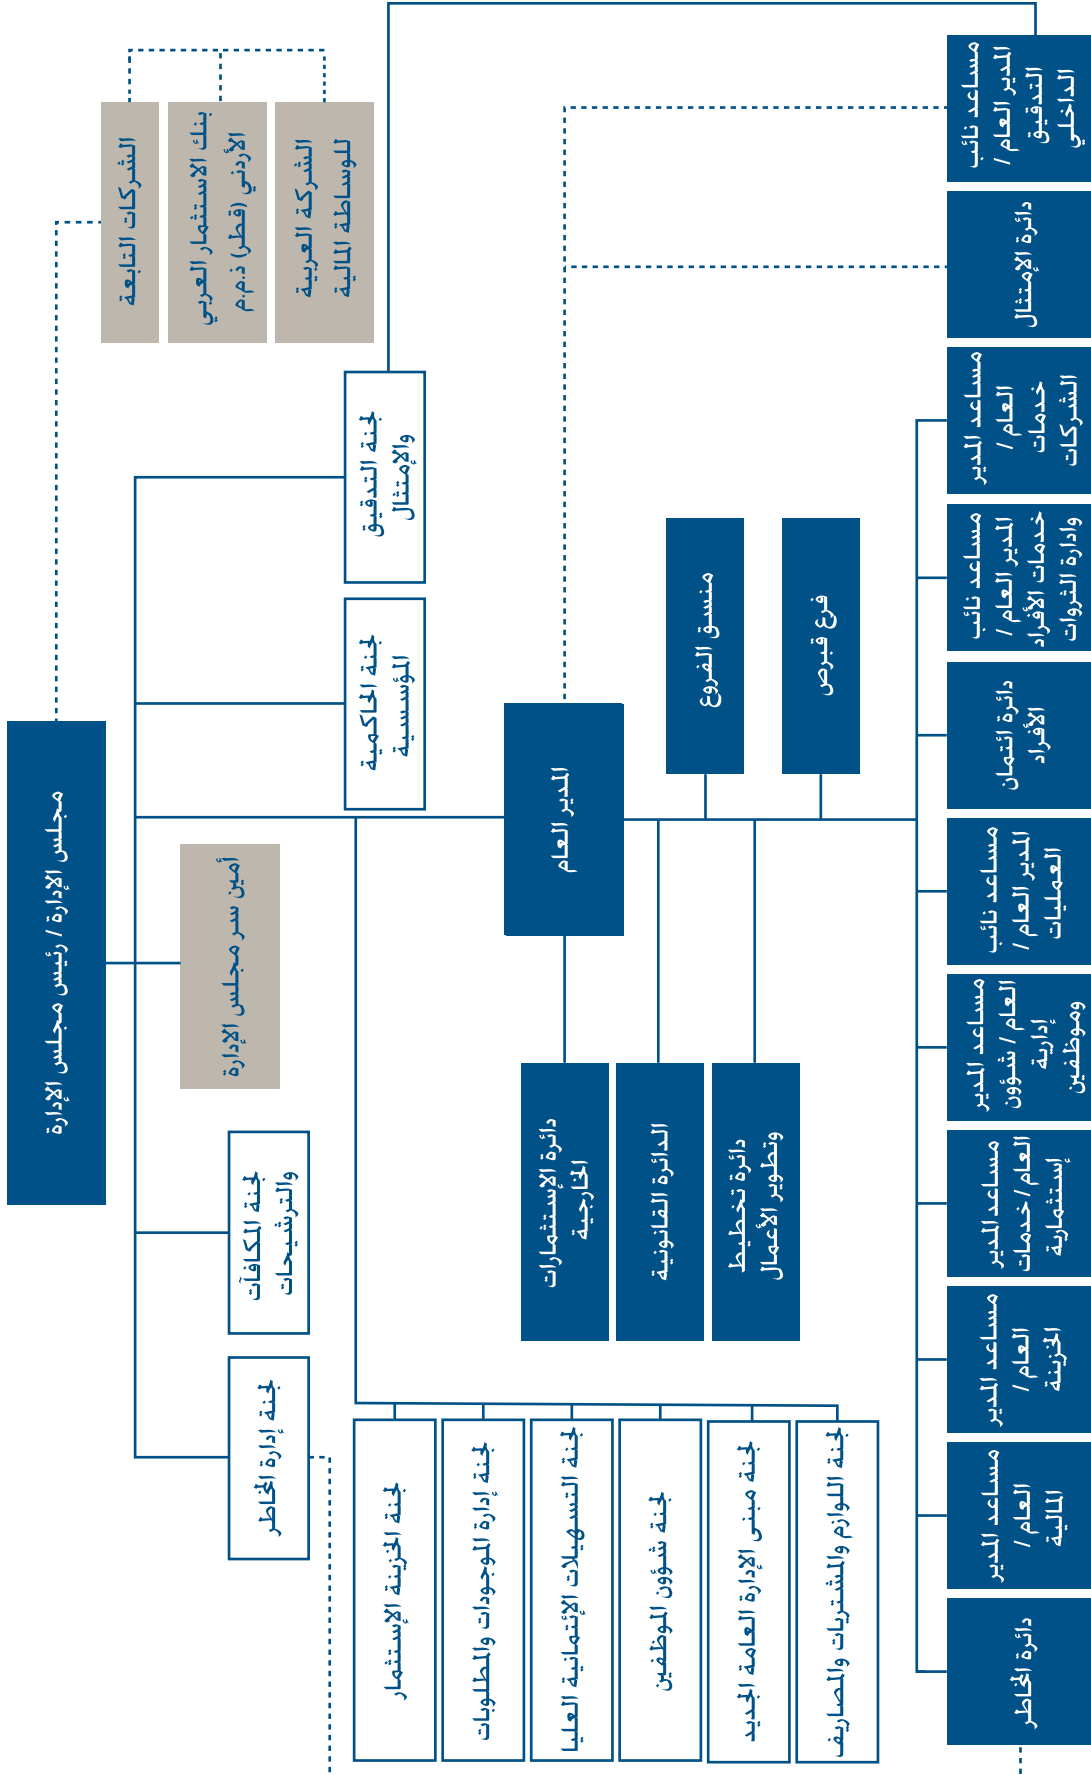 مجلس الإدارة / رئيس مجلس الإدارة
الشركات التابعة
بنك الاستثمار العربي
الأردني (قطر) ذ.م.م
الشركة العربية
للوساطة المالية
أمين سر مجلس الإدارة
لجنة التدقيق
والإمتثال
لجنة الحاكمية
المؤسسية
لجنة المكافآت
والترشيحات
لجنة إدارة المخاطر
المدير العام
منسق الفروع
فرع قبرص
دائرة الإستثمارات
الخارجية
الدائرة القانونية
دائرة تخطيط
وتطوير الأعمال
لجنة الخزينة الإستثمار
لجنة إدارة الموجودات والمطلوبات
لجنة التسهيلات الإئتمانية العليا
لجنة شؤون الموظفين
لجنة مبنى الإدارة العامة الجديد
لجنة اللوازم والمشتريات والمصاريف
مساعد نائب
المدير العام /
التدقيق
الداخلي
دائرة الإمتثال
مساعد المدير
العام /
خدمات
الشركات
مساعد نائب
المدير العام /
خدمات الأفراد
وادارة الثروات
دائرة ائتمان
الأفراد
مساعد نائب
المدير العام /
العمليات
مساعد المدير
العام / شؤون
إدارية
وموظفين
مساعد المدير
العام / خدمات
إستثمارية
مساعد المدير
العام /
الخزينة
مساعد المدير
العام /
المالية
دائرة المخاطر